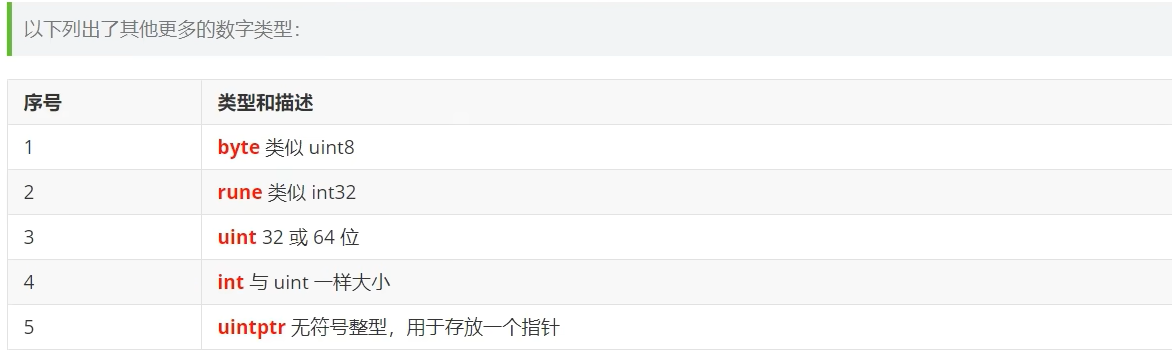 以下列出了其他更多的数字类型：
序号 类型和描述
1 byte 类似 uint8
2 rune 类似 int32
3 uint 32 或 64 位
4 int 与 uint 一样大小
5 uintptr 无符号整型，用于存放一个指针